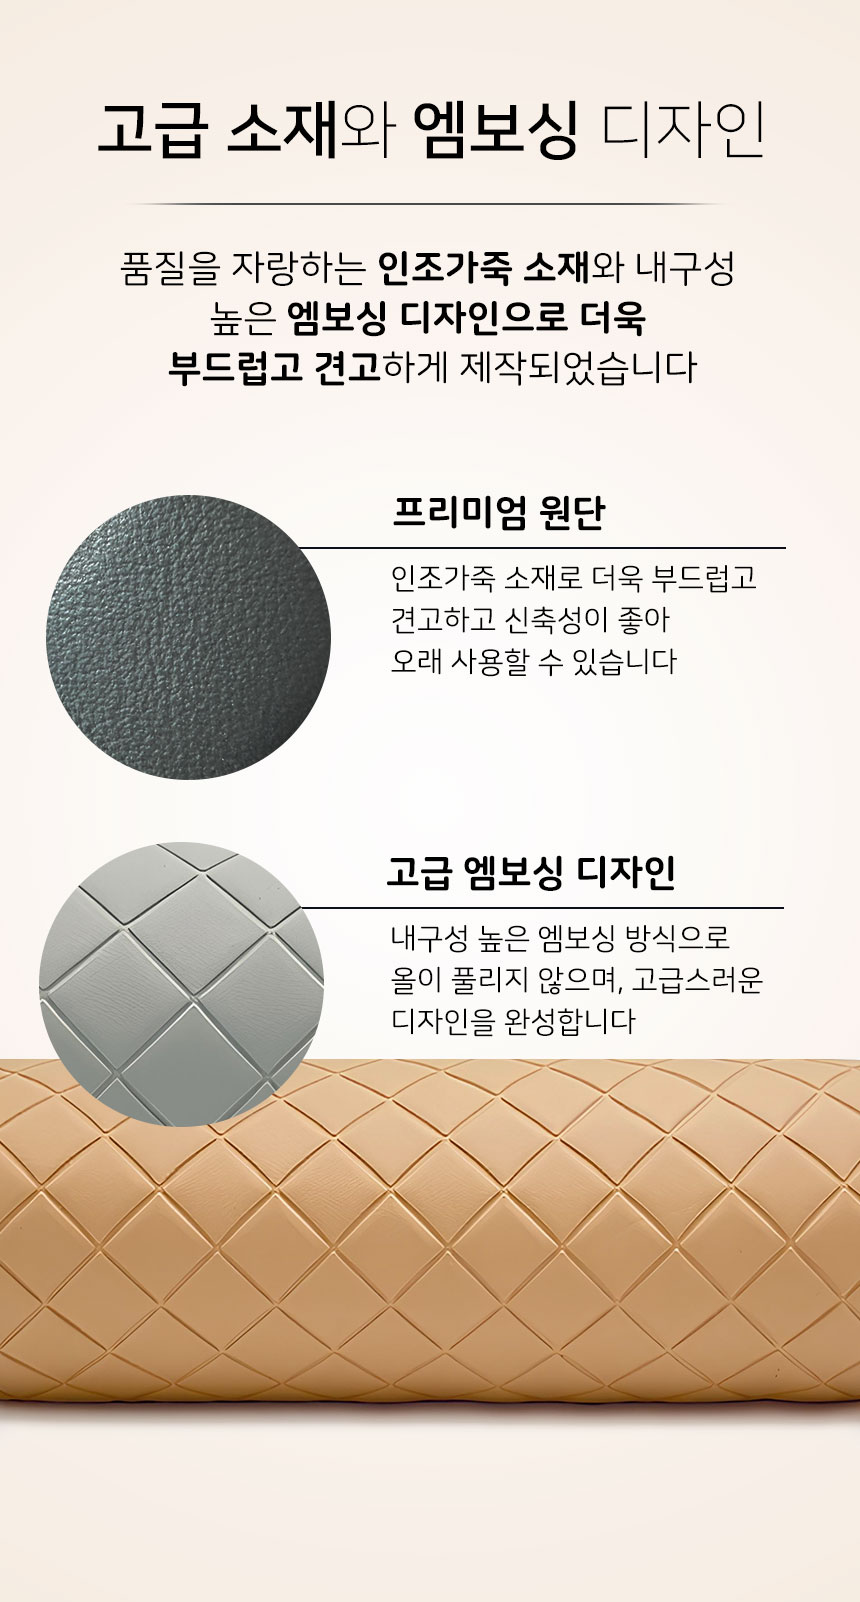 고급 소재와 엠보싱 디자인
품질을 자랑하는 인조가죽 소재와 내구성
높은 엠보싱 디자인으로 더욱
부드럽고 견고하게 제작되었습니다
프리미엄 원단
인조가죽 소재로 더욱 부드럽고
견고하고 신축성이 좋아
오래 사용할 수 있습니다
고급 엠보싱 디자인
내구성 높은 엠보싱 방식으로
올이 풀리지 않으며, 고급스러운
디자인을 완성합니다